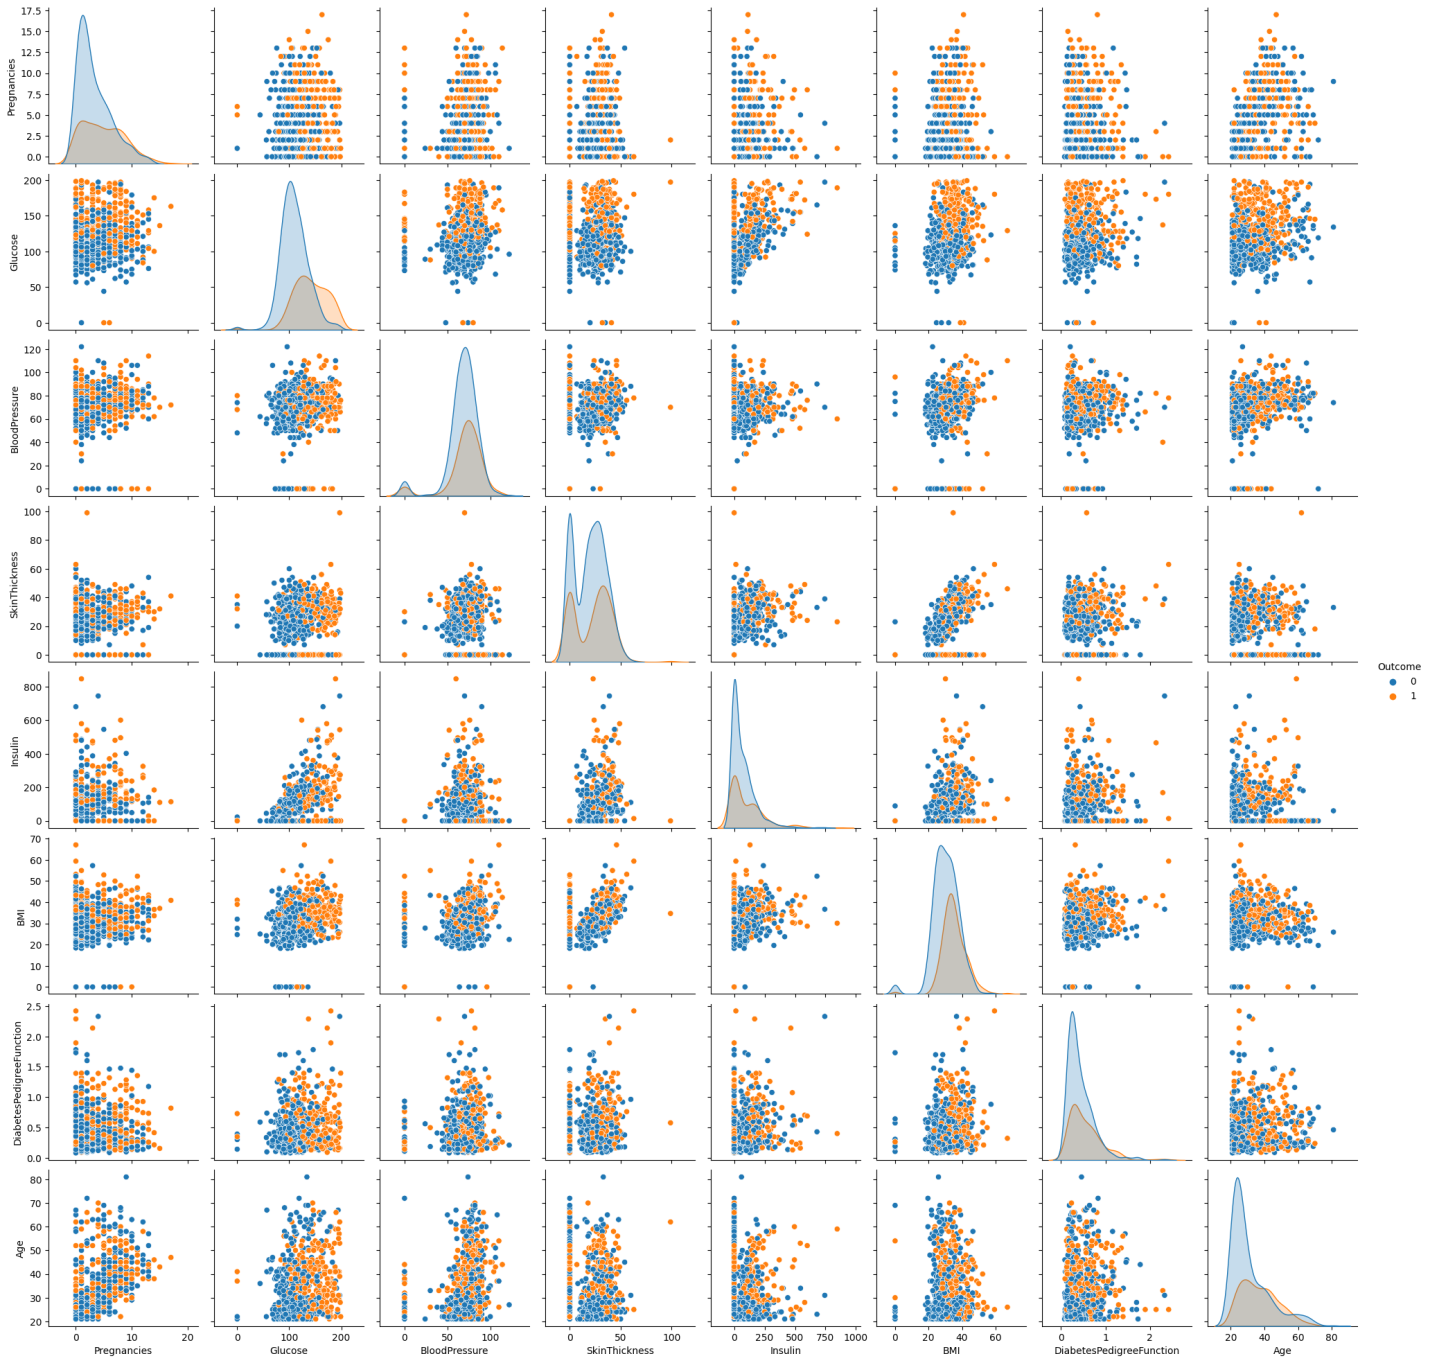 17.5
15.0
12.5
10.0
7.5
5.0
2.5
0.0
Pregnancies
200
150
100
50
0
Glucose
120
100
80
60
40
20
0
BloodPressure
100
80
60
40
20
0
SkinThickness
Outcome
0
1
800
600
400
200
0
Insulin
70
60
50
40
30
20
10
0
BMI
2.5
2.0
1.5
1.0
0.5
0.0
DiabetesPedigreeFunction
80
70
60
50
40
30
20
Age
0 10 20
0 100 200
0 50 100
0 50 100
0 250 500 750 1000
0 20 40 60
0 1 2
20 40 60 80
Pregnancies
Glucose
BloodPressure
SkinThickness
Insulin
BMI
DiabetesPedigreeFunction
Age